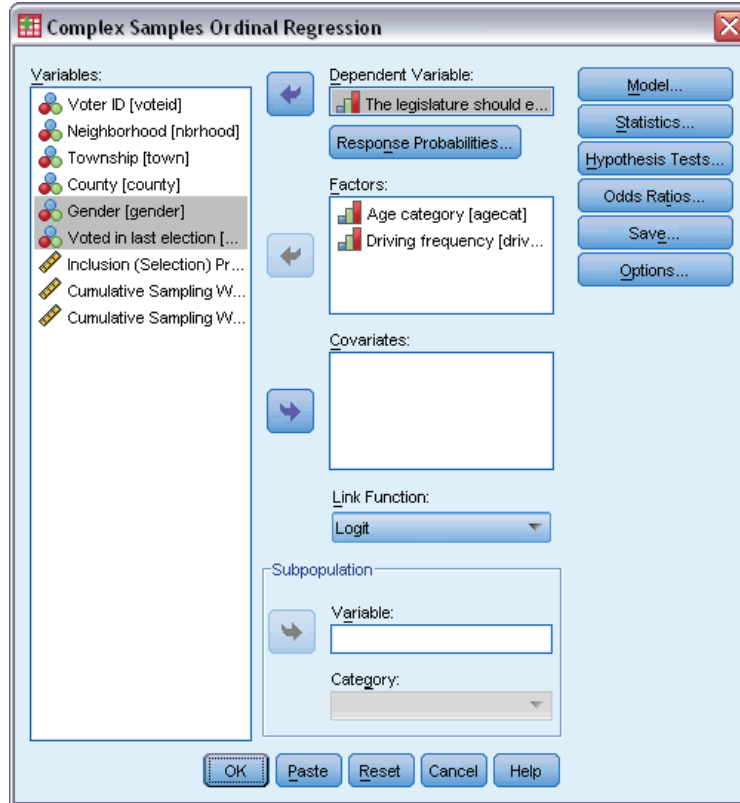 Complex Samples Ordinal Regression
Variables:
Voter ID [voteid]
Neighborhood [nbrhood]
Township [town]
County [county]
Gender [gender]
Voted in last election [...
Inclusion (Selection) Pr...
Cumulative Sampling W...
Cumulative Sampling W...
Dependent Variable:
The legislature should e...
Response Probabilities...
Factors:
Age category [agecat]
Driving frequency [driv...
Covariates:
Link Function:
Logit
Subpopulation
Variable:
Category:
Model...
Statistics...
Hypothesis Tests...
Odds Ratios...
Save...
Options...
OK
Paste
Reset
Cancel
Help